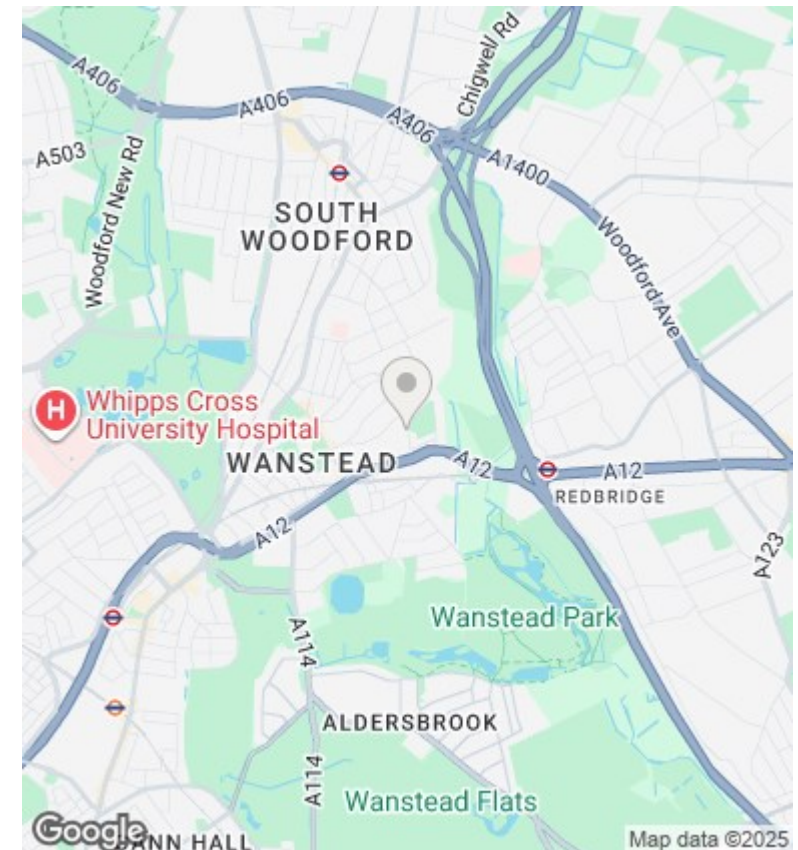 Chigwell Rd
A406
A406
A406
A503
A1400
Woodford New Rd
SOUTH
WOODFORD
Woodford Ave
H
Whipps Cross
University Hospital
WANSTEAD
A12
A12
REDBRIDGE
A12
A123
Wanstead Park
A114
ALDERSBROOK
A114
Wanstead Flats
Google
ANN HALL
Map data ©2025